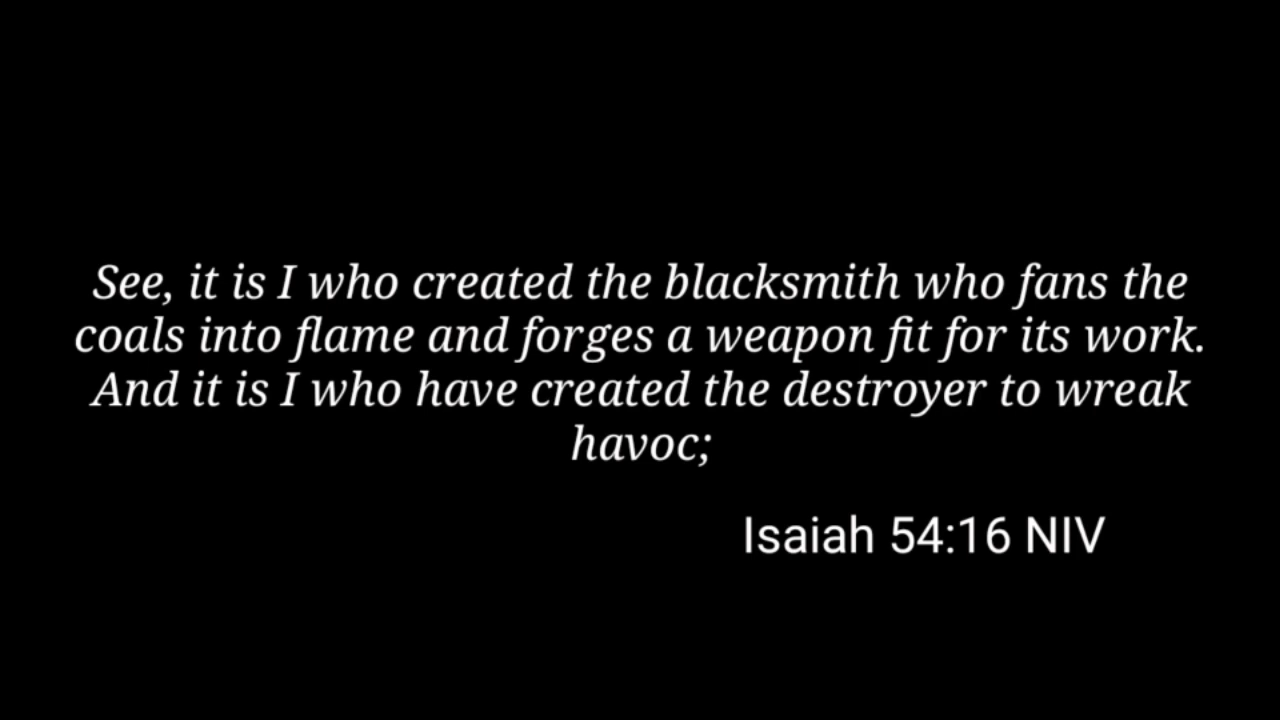 See, it is I who created the blacksmith who fans the
coals into flame and forges a weapon fit for its work.
And it is I who have created the destroyer to wreak
havoc;
Isaiah 54:16 NIV